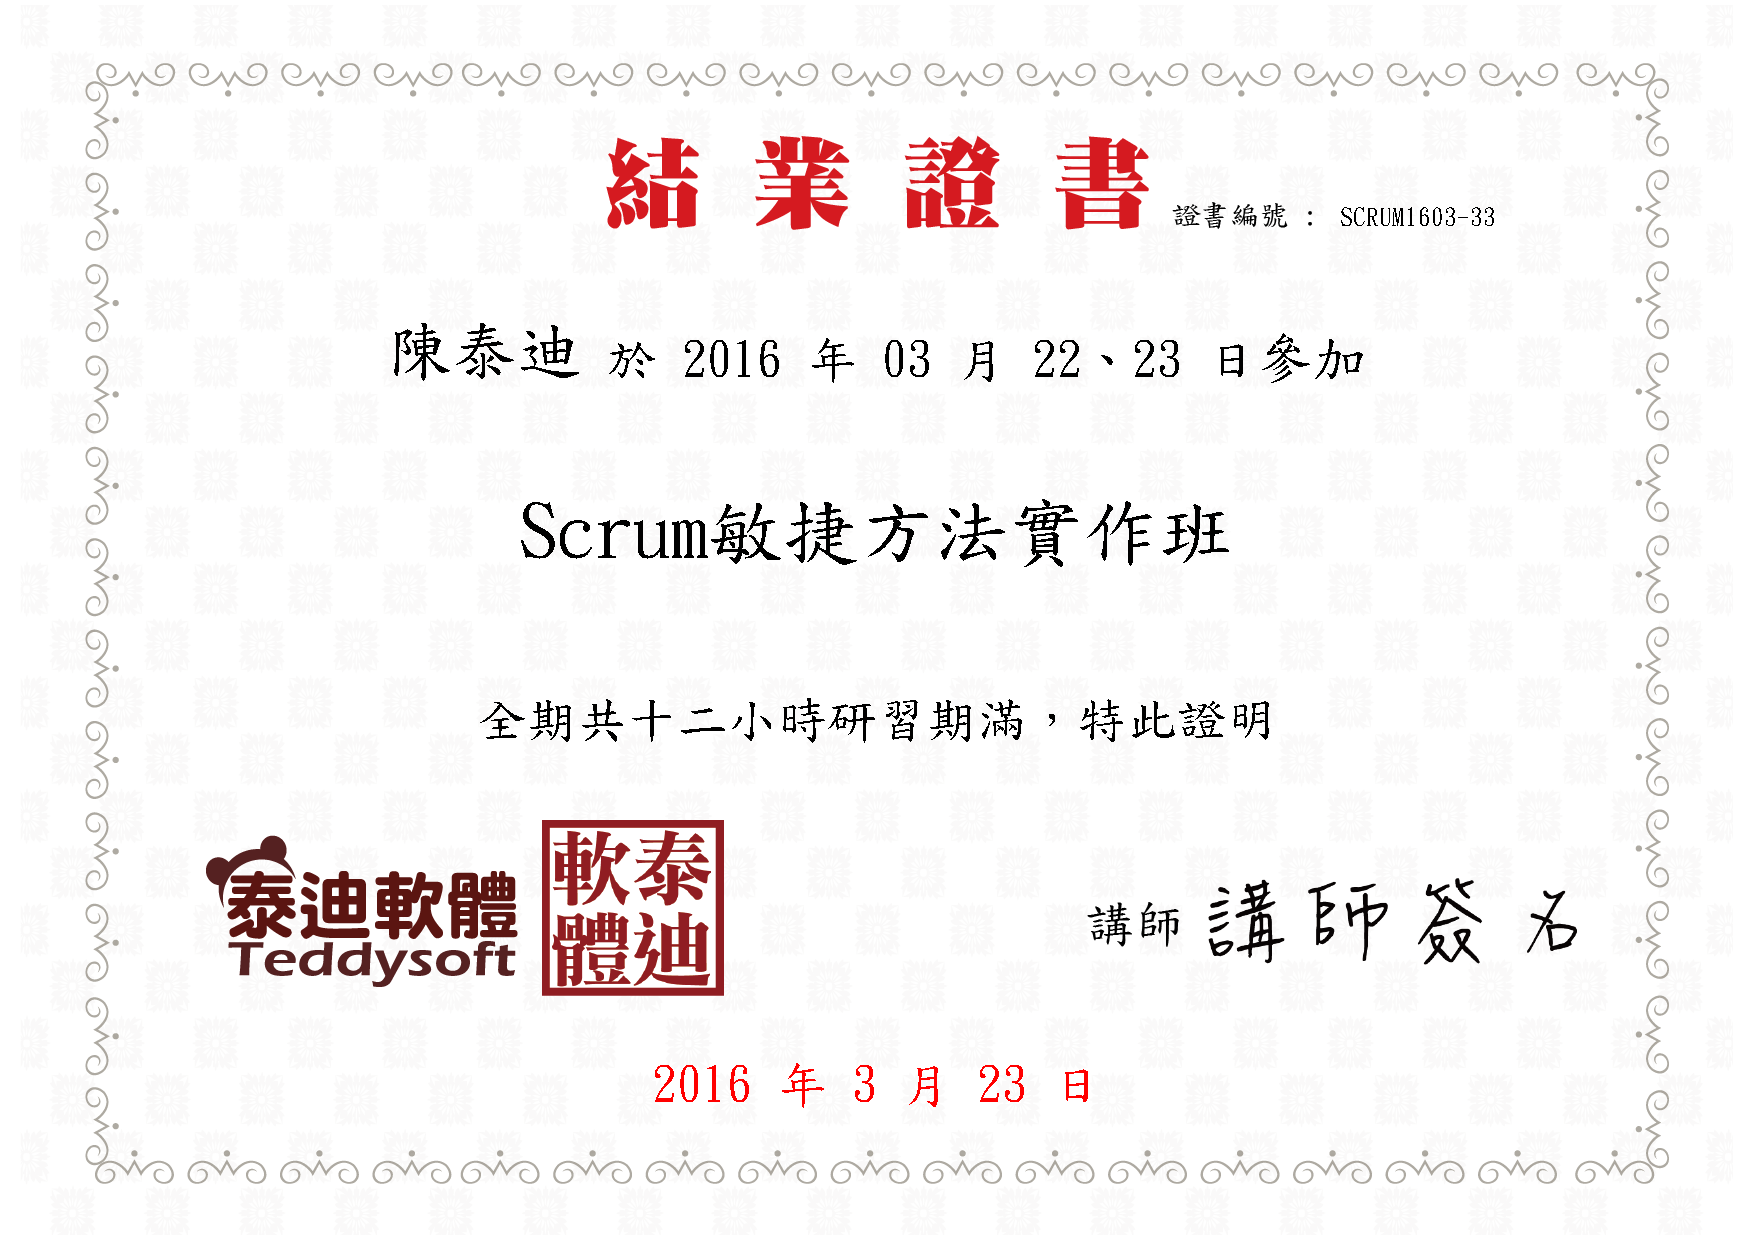 結業證書
證書編號 : SCRUM1603-33
陳泰迪 於 2016 年 03 月 22、23 日參加
Scrum敏捷方法實作班
全期共十二小時研習期滿，特此證明
泰迪軟體
Teddysoft
泰迪
軟體
講師 講師簽名
2016 年 3 月 23 日